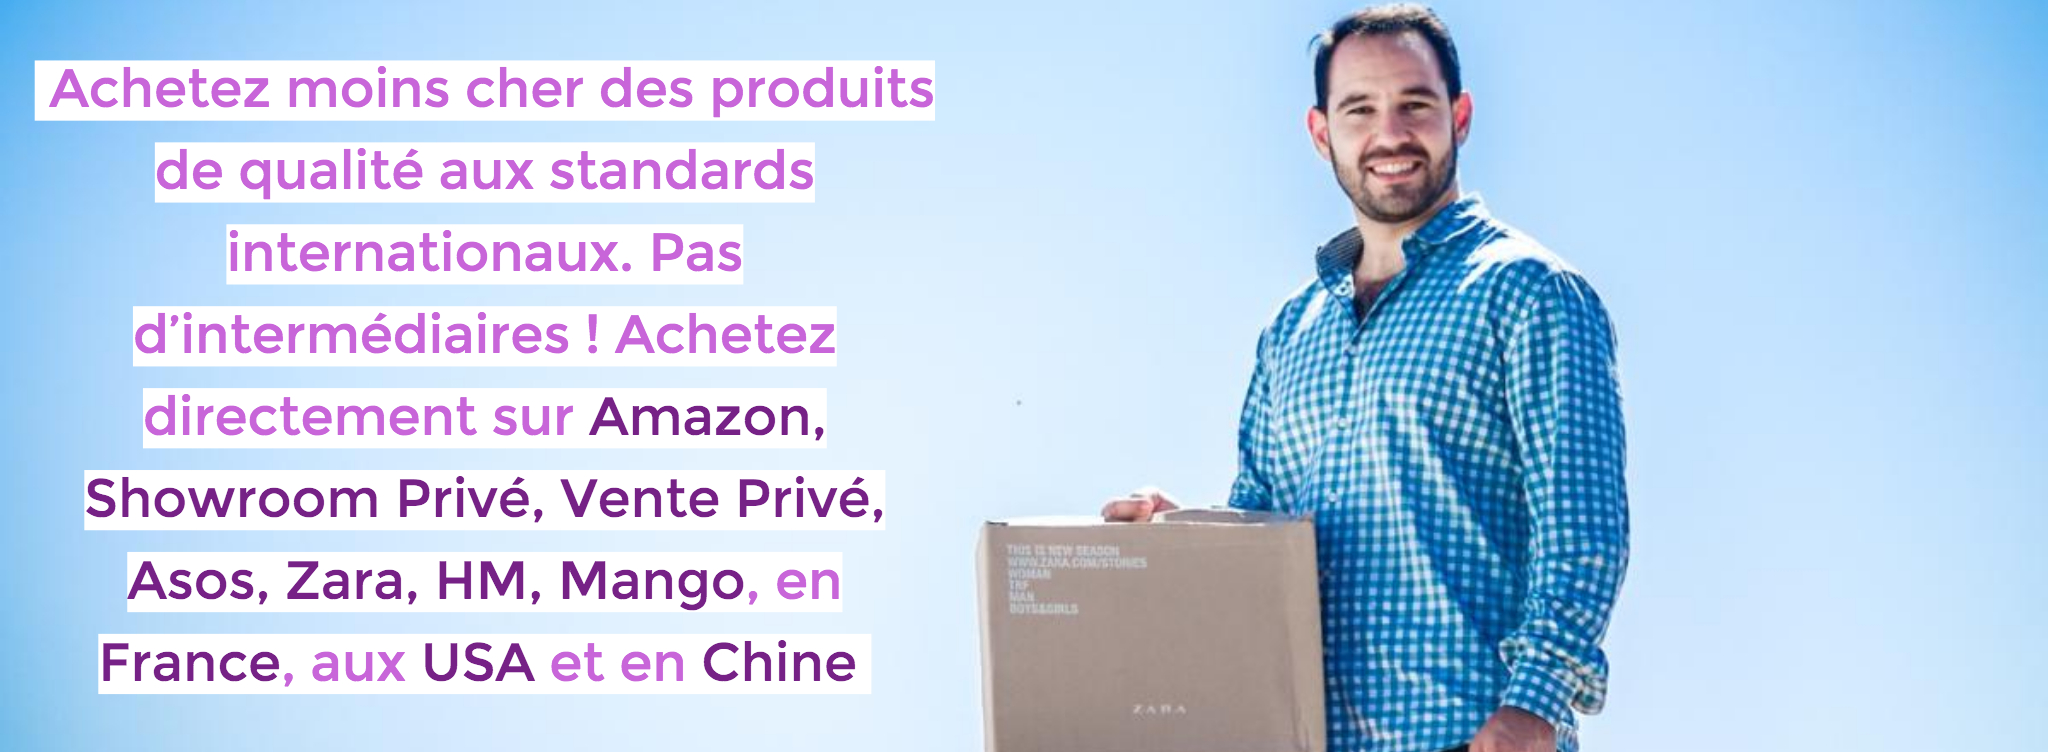 Achetez moins cher des produits
de qualité aux standards
internationaux. Pas
d’intermédiaires ! Achetez
directement sur Amazon,
Showroom Privé, Vente Privé,
Asos, Zara, HM, Mango, en
France, aux USA et en Chine
THIS IS NEW SEASON
WWW.ZARA.COM/STORIES
WOMAN
TRF
MAN
BOYS&GIRLS
ZARA